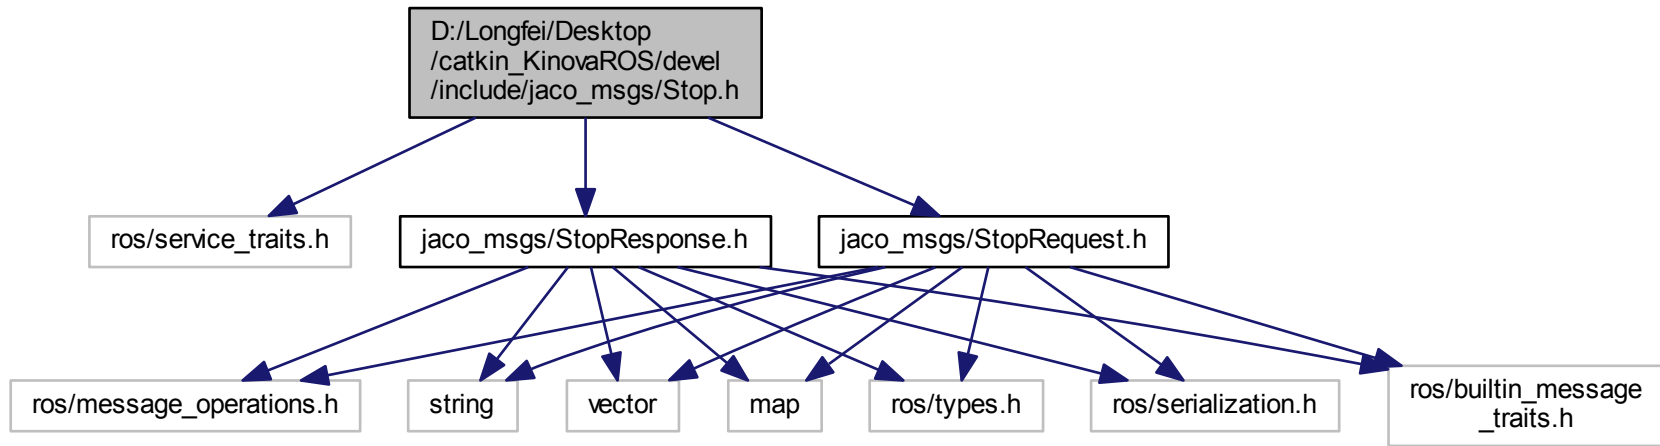 D:/Longfei/Desktop
/catkin_KinovaROS/devel
/include/jaco_msgs/Stop.h
ros/service_traits.h
jaco_msgs/StopResponse.h
jaco_msgs/StopRequest.h
ros/message_operations.h
string
vector
map
ros/types.h
ros/serialization.h
ros/builtin_message
_traits.h